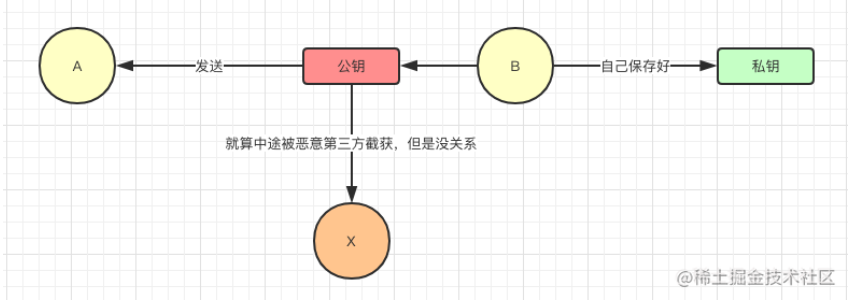 A
发送
公钥
B
自己保存好
私钥
就算中途被恶意第三方截获，但是没关系
X
@稀土掘金技术社区